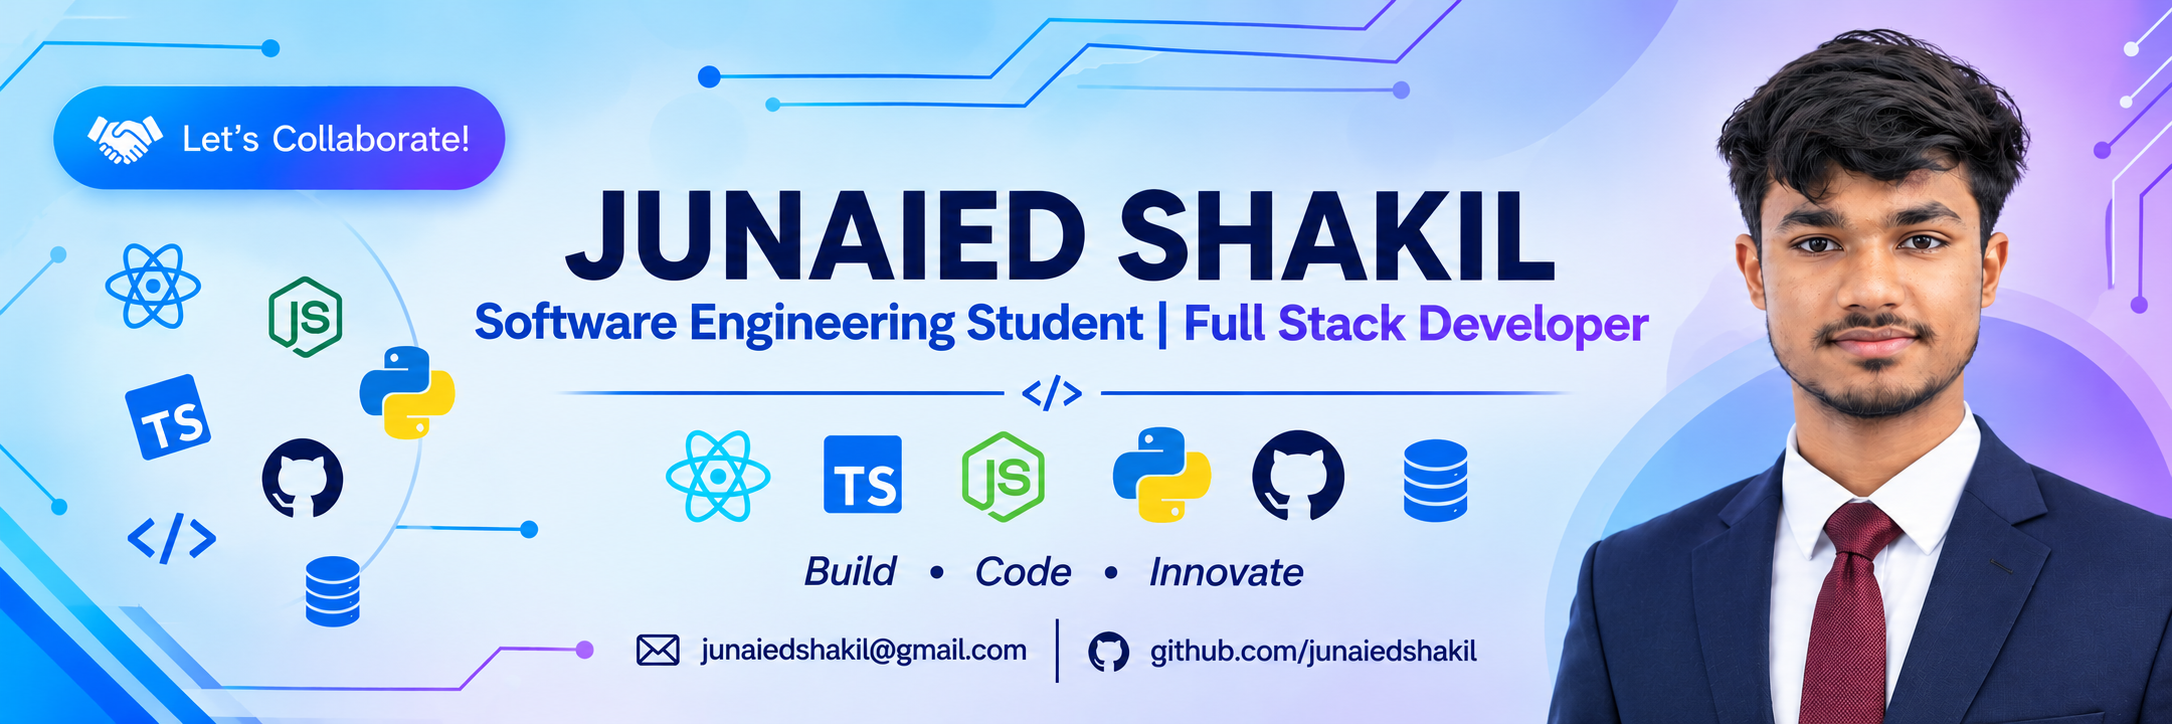 Let's Collaborate!
JUNAIED SHAKIL
Software Engineering Student | Full Stack Developer
</>
JS
TS
</>
TS
JS
Build • Code • Innovate
junaiedshakil@gmail.com | github.com/junaiedshakil